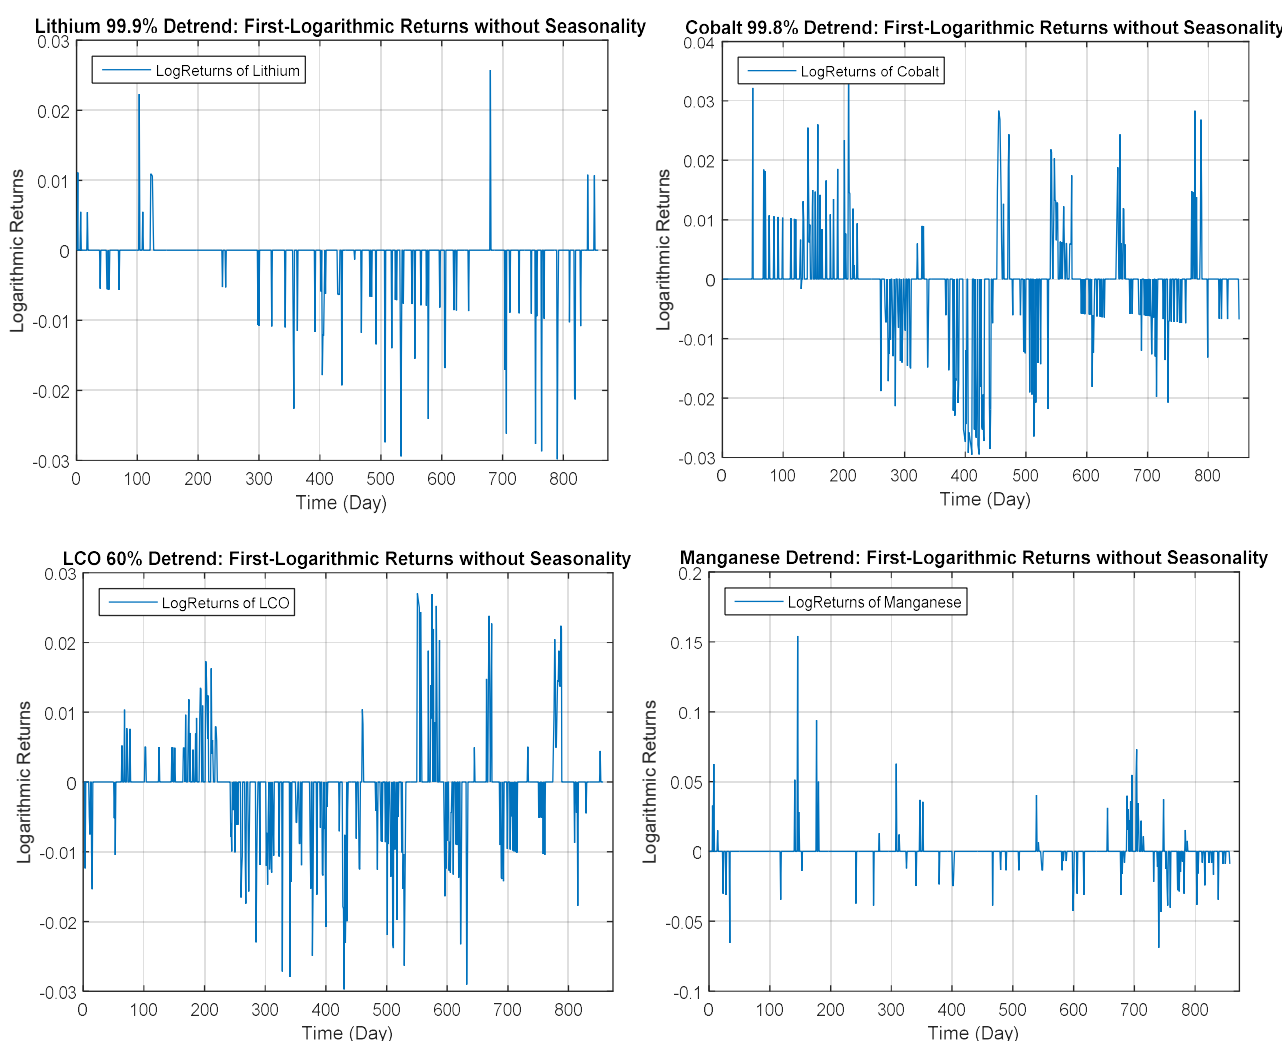 Lithium 99.9% Detrend: First-Logarithmic Returns without Seasonality
LogReturns of Lithium
Logarithmic Returns
0.03
0.02
0.01
0
-0.01
-0.02
-0.03
0 100 200 300 400 500 600 700 800
Time (Day)
Cobalt 99.8% Detrend: First-Logarithmic Returns without Seasonality
LogReturns of Cobalt
Logarithmic Returns
0.04
0.03
0.02
0.01
0
-0.01
-0.02
-0.03
0 100 200 300 400 500 600 700 800
Time (Day)
LCO 60% Detrend: First-Logarithmic Returns without Seasonality
LogReturns of LCO
Logarithmic Returns
0.03
0.02
0.01
0
-0.01
-0.02
-0.03
0 100 200 300 400 500 600 700 800
Time (Day)
Manganese Detrend: First-Logarithmic Returns without Seasonality
LogReturns of Manganese
Logarithmic Returns
0.2
0.15
0.1
0.05
0
-0.05
-0.1
0 100 200 300 400 500 600 700 800
Time (Day)